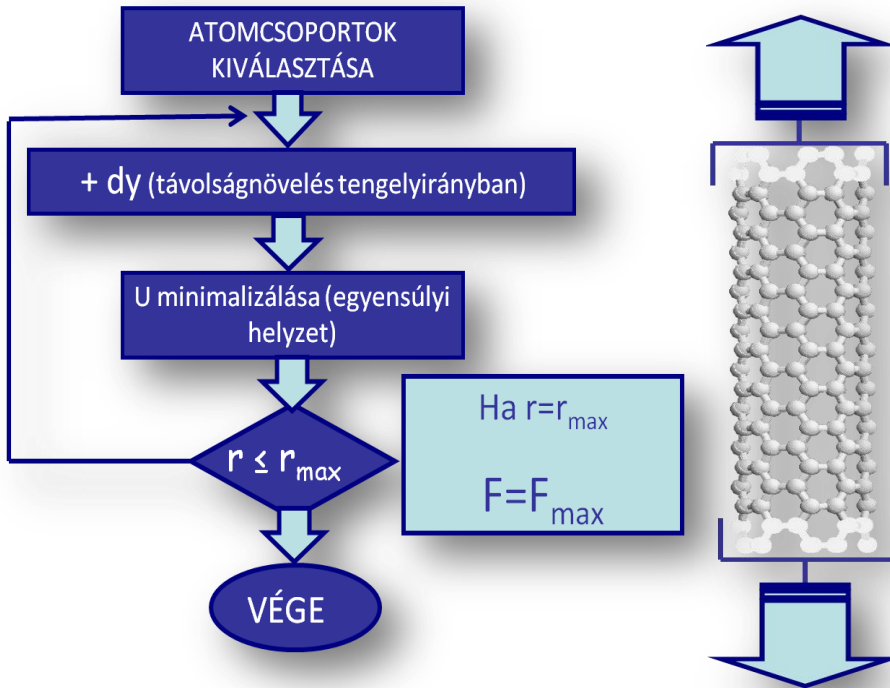 ATOMCSOPORTOK
KIVÁLASZTÁSA
+ dy (távolságnövelés tengelyirányban)
U minimalizálása (egyensúlyi
helyzet)
r ≤ rmax
Ha r=rmax
F=Fmax
VÉGE